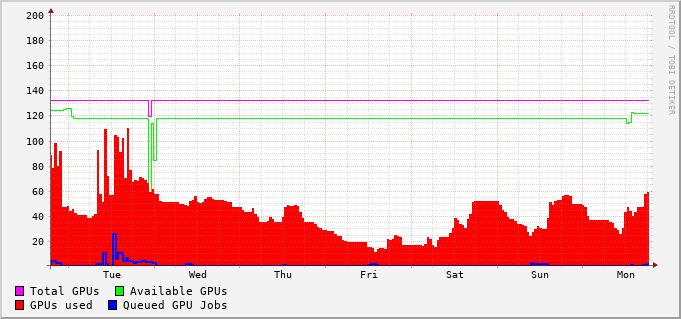 200
180
160
140
120
100
80
60
40
20
Tue Wed Thu Fri Sat Sun Mon
Total GPUs Available GPUs
GPUs used Queued GPU Jobs
RRDTOOL / TOBI OETIKER